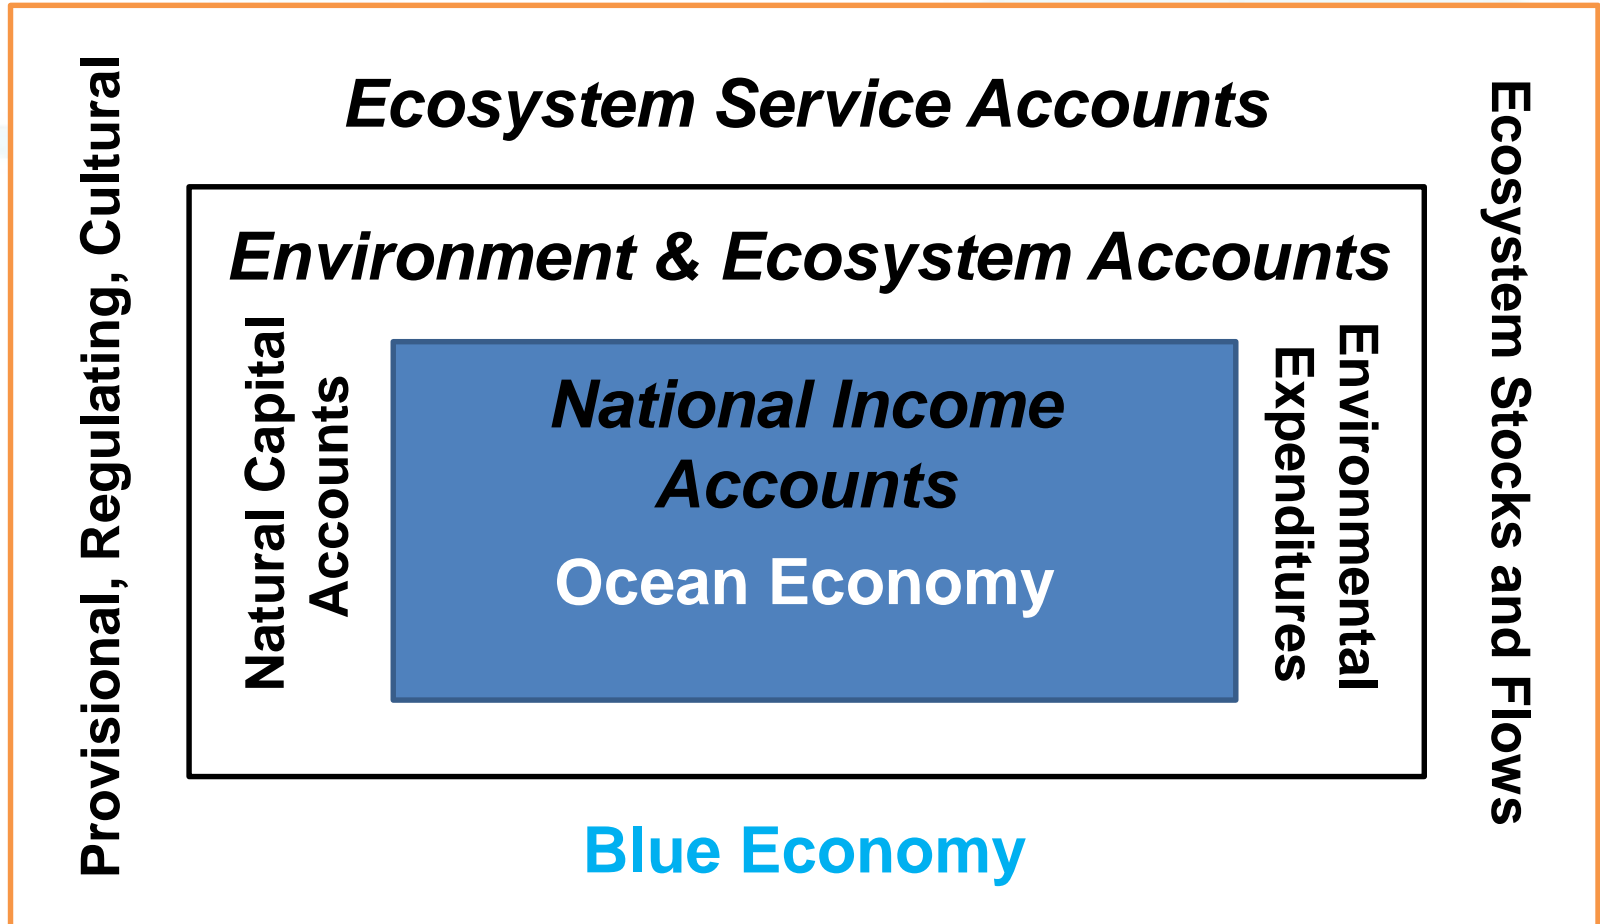 Ecosystem Service Accounts
Provisional, Regulating, Cultural
Ecosystem Stocks and Flows
Environment & Ecosystem Accounts
Natural Capital
Accounts
Environmental
Expenditures
National Income
Accounts
Ocean Economy
Blue Economy